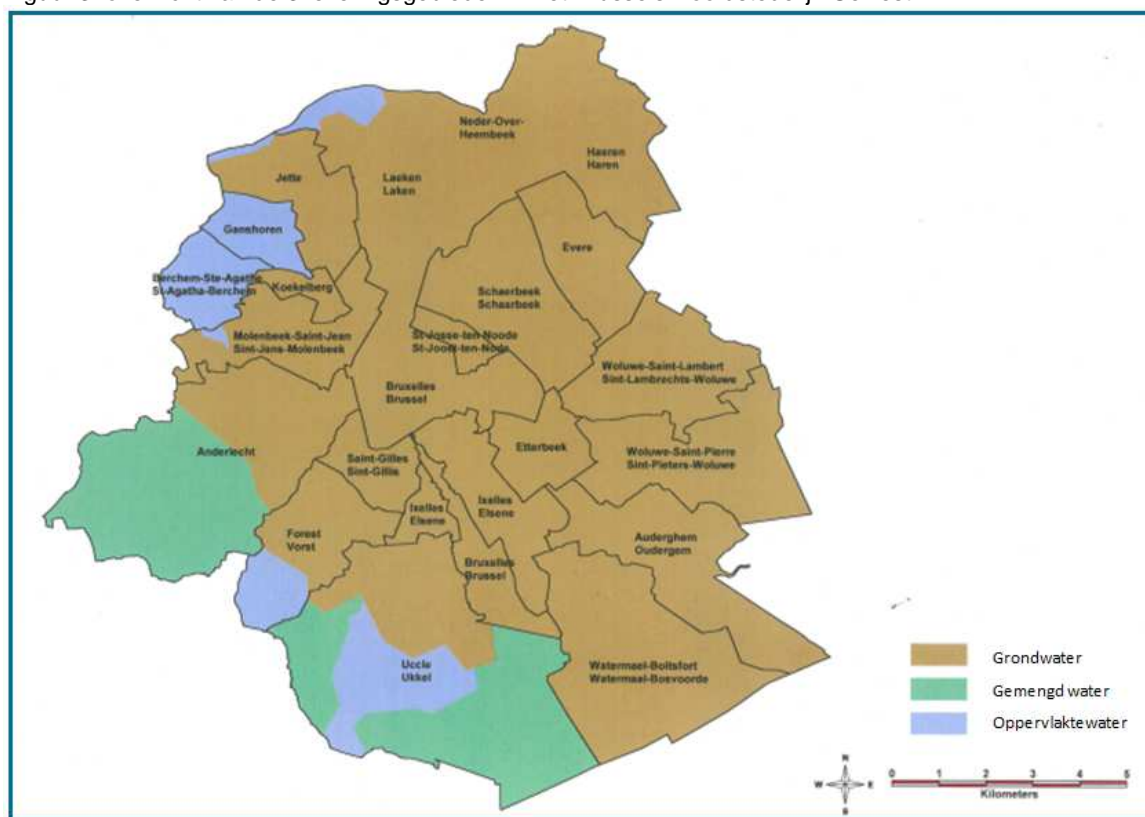 Neder-Over-
Heembeek
Haeren
Haren
Jette
Laeken
Laken
Ganshoren
Evere
Berchem-Ste-Agathe
St-Agatha-Berchem
Koekelberg
Schaerbeek
Schaarbeek
Molenbeek-Saint-Jean
Sint-Jans-Molenbeek
St-Josse-ten-Noode
St-Joost-ten-Node
Woluwe-Saint-Lambert
Sint-Lambrechts-Woluwe
Bruxelles
Brussel
Anderlecht
Saint-Gilles
Sint-Gillis
Etterbeek
Woluwe-Saint-Pierre
Sint-Pieters-Woluwe
Ixelles
Elsene
Ixelles
Elsene
Forest
Vorst
Auderghem
Oudergem
Bruxelles
Brussel
Uccle
Ukkel
Watermael-Boitsfort
Watermaal-Bosvoorde
Grondwater
Gemengd water
Oppervlaktewater
N
W E
S
0 1 2 3 4 5
Kilometers